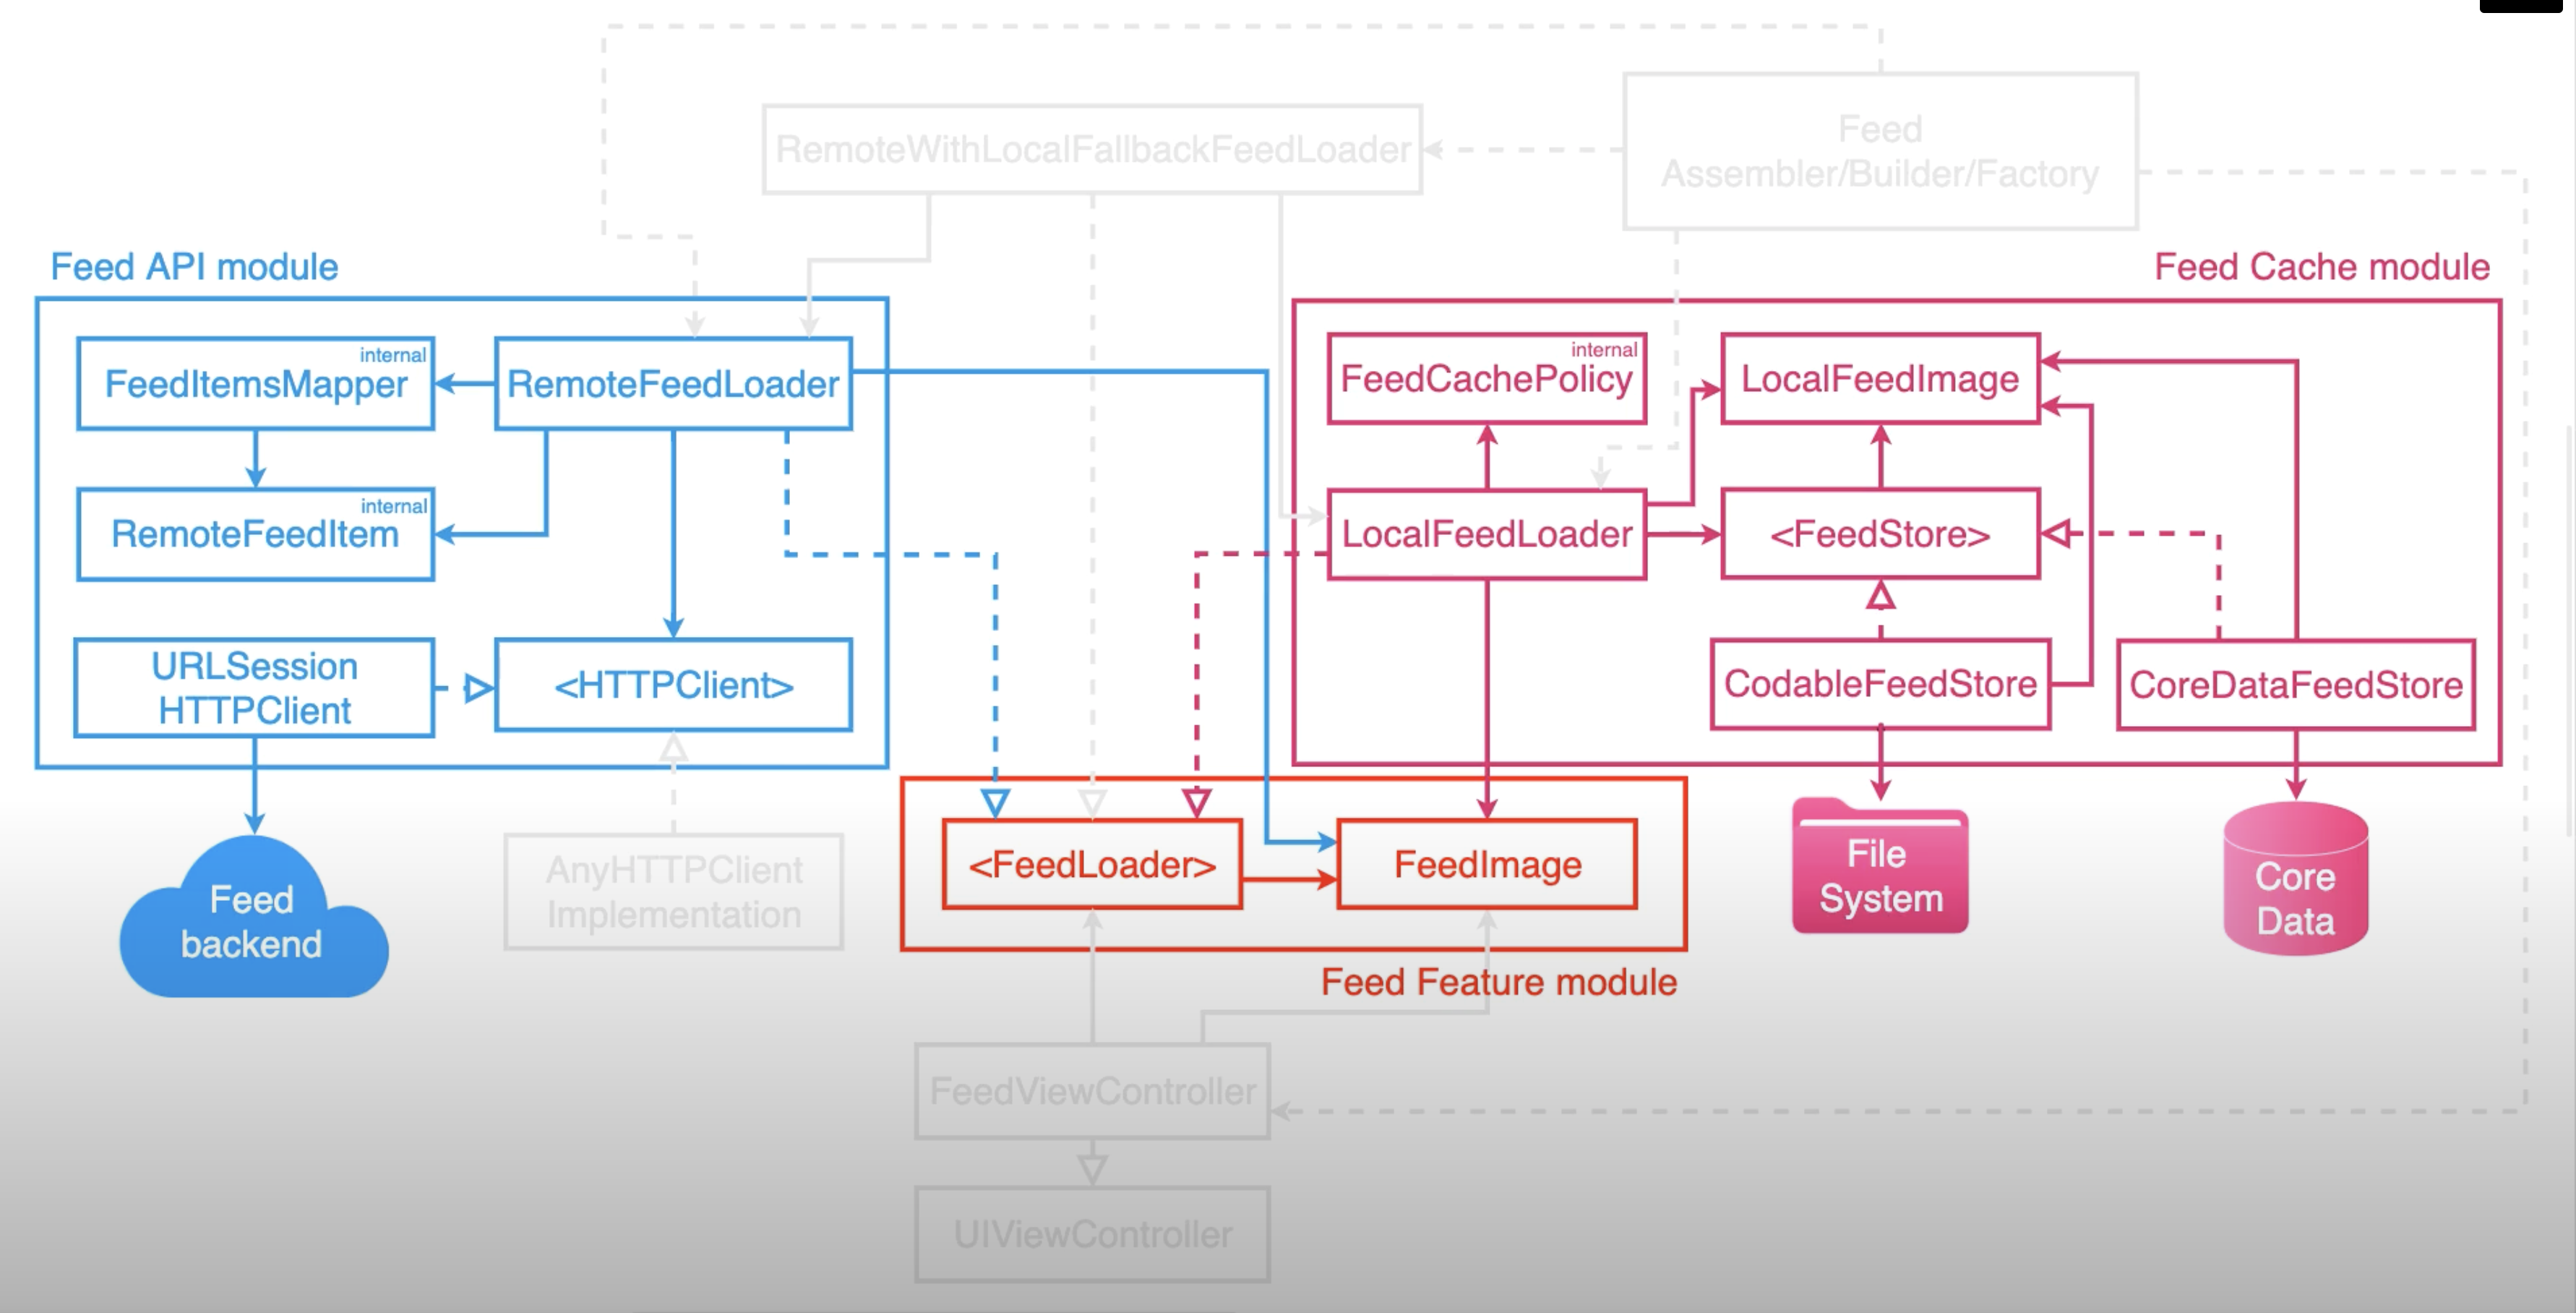 Feed
Assembler/Builder/Factory
RemoteWithLocalFallbackFeedLoader
Feed API module
Feed Cache module
internal
FeedItemsMapper
RemoteFeedLoader
internal
FeedCachePolicy
LocalFeedImage
internal
RemoteFeedItem
LocalFeedLoader
<FeedStore>
URLSession
HTTPClient
<HTTPClient>
CodableFeedStore
CoreDataFeedStore
Feed
backend
AnyHTTPClient
Implementation
<FeedLoader>
FeedImage
File
System
Core
Data
Feed Feature module
FeedViewController
UIViewController